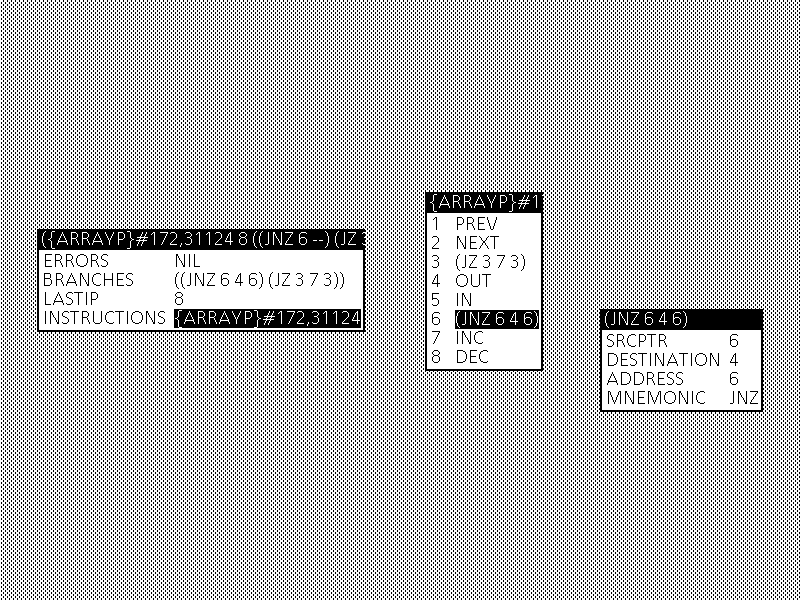 ({ARRAYP}#172,31124 8 ((JNZ 6 --) (JZ 3
ERRORS NIL
BRANCHES ((JNZ 6 4 6) (JZ 3 7 3))
LASTIP 8
INSTRUCTIONS {ARRAYP}#172,31124
{ARRAYP}#1
1 PREV
2 NEXT
3 (JZ 3 7 3)
4 OUT
5 IN
6 (JNZ 6 4 6)
7 INC
8 DEC
(JNZ 6 4 6)
SRCPTR 6
DESTINATION 4
ADDRESS 6
MNEMONIC JNZ